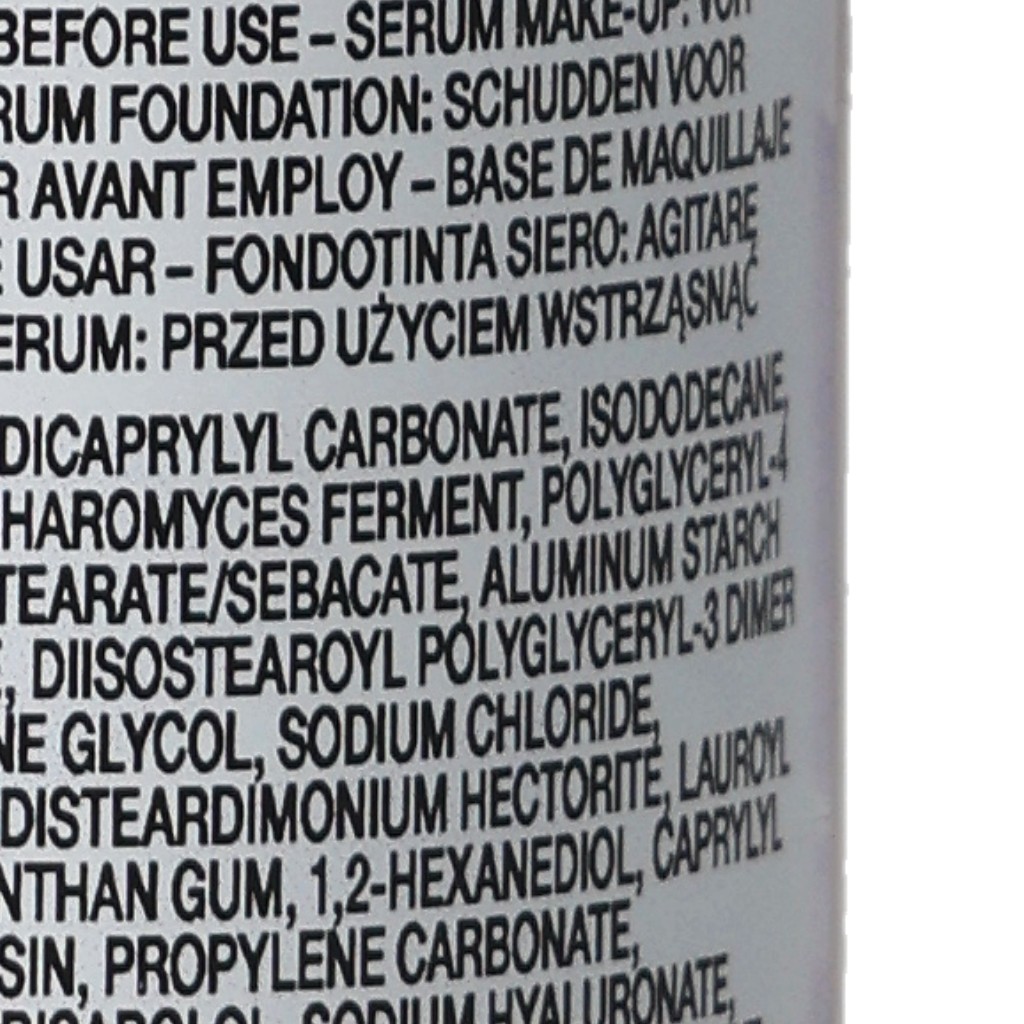 BEFORE USE – SERUM MAKE-UP: VOR
RUM FOUNDATION: SCHUDDEN VOOR
R AVANT EMPLOY – BASE DE MAQUILLAJE
E USAR – FONDOTINTA SIERO: AGITARE
ERUM: PRZED UŻYCIEM WSTRZĄSNĄĆ
DICAPRYLYL CARBONATE, ISODODECANE,
HAROMYCES FERMENT, POLYGLYCERYL-4
TEARATE/SEBACATE, ALUMINUM STARCH
, DIISOSTEAROYL POLYGLYCERYL-3 DIMER
NE GLYCOL, SODIUM CHLORIDE,
DISTEARDIMONIUM HECTORITE, LAUROYL
NTHAN GUM, 1,2-HEXANEDIOL, CAPRYLYL
SIN, PROPYLENE CARBONATE,
SODIUM HYALURONATE,